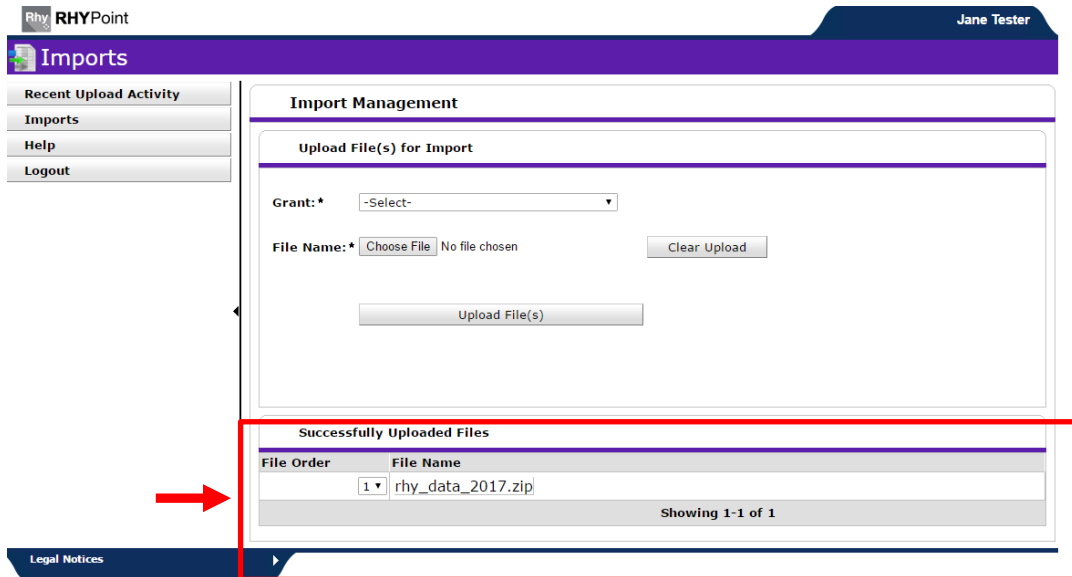 Rhy RHYPoint
Jane Tester
Imports
Recent Upload Activity
Imports
Help
Logout
Import Management
Upload File(s) for Import
Grant:* -Select-
File Name:* Choose File No file chosen Clear Upload
Upload File(s)
Successfully Uploaded Files
File Order File Name
1 rhy_data_2017.zip
Showing 1-1 of 1
Legal Notices